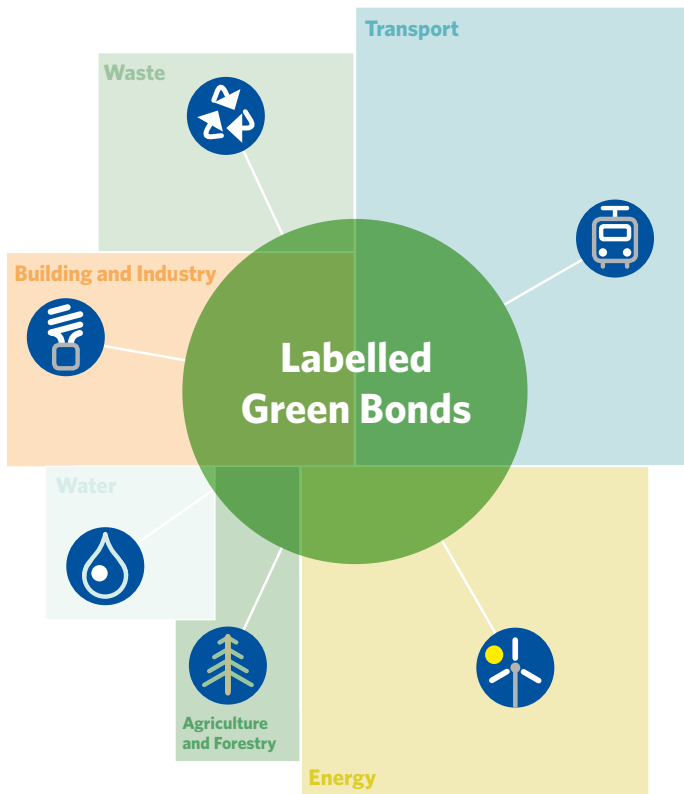 Transport
Waste
Building and Industry
Labelled
Green Bonds
Water
Agriculture
and Forestry
Energy